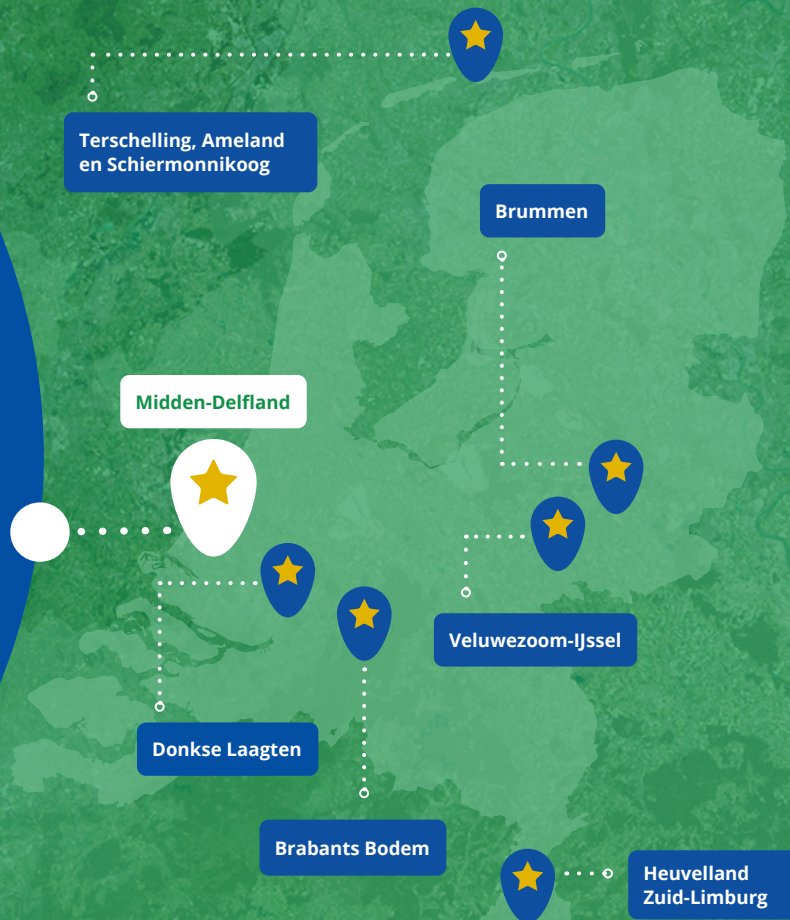 Terschelling, Ameland
en Schiermonnikoog
Brummen
Midden-Delfland
Veluwezoom-IJssel
Donkse Laagten
Brabants Bodem
Heuvelland
Zuid-Limburg